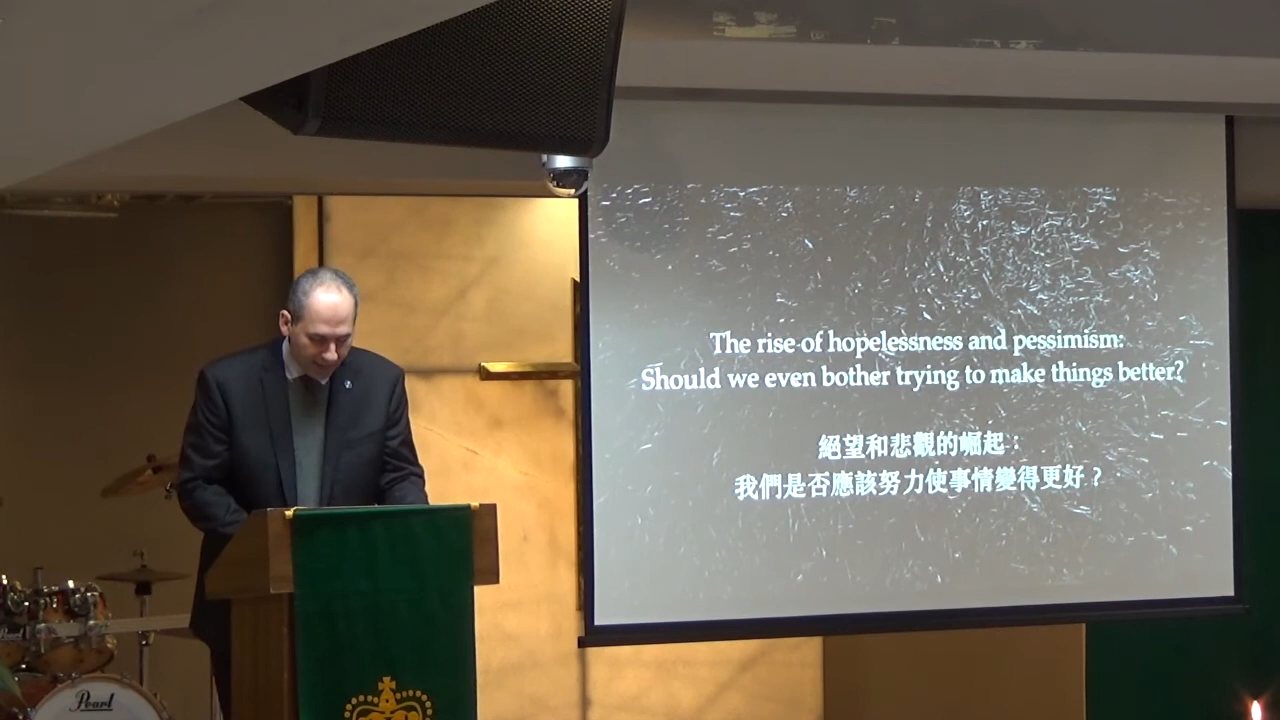 The rise of hopelessness and pessimism:
Should we even bother trying to make things better?
絕望和悲觀的崛起：
我們是否應該努力使事情變得更好？
Pearl
Pearl